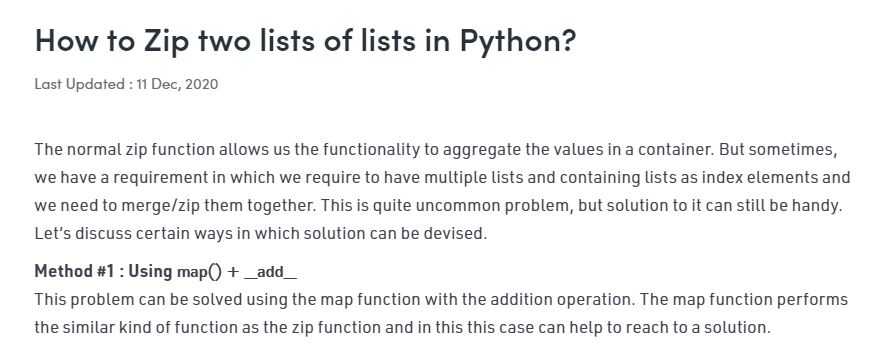 How to Zip two lists of lists in Python?
Last Updated : 11 Dec, 2020
The normal zip function allows us the functionality to aggregate the values in a container. But sometimes,
we have a requirement in which we require to have multiple lists and containing lists as index elements and
we need to merge/zip them together. This is quite uncommon problem, but solution to it can still be handy.
Let’s discuss certain ways in which solution can be devised.
Method #1 : Using map() + __add__
This problem can be solved using the map function with the addition operation. The map function performs
the similar kind of function as the zip function and in this this case can help to reach to a solution.